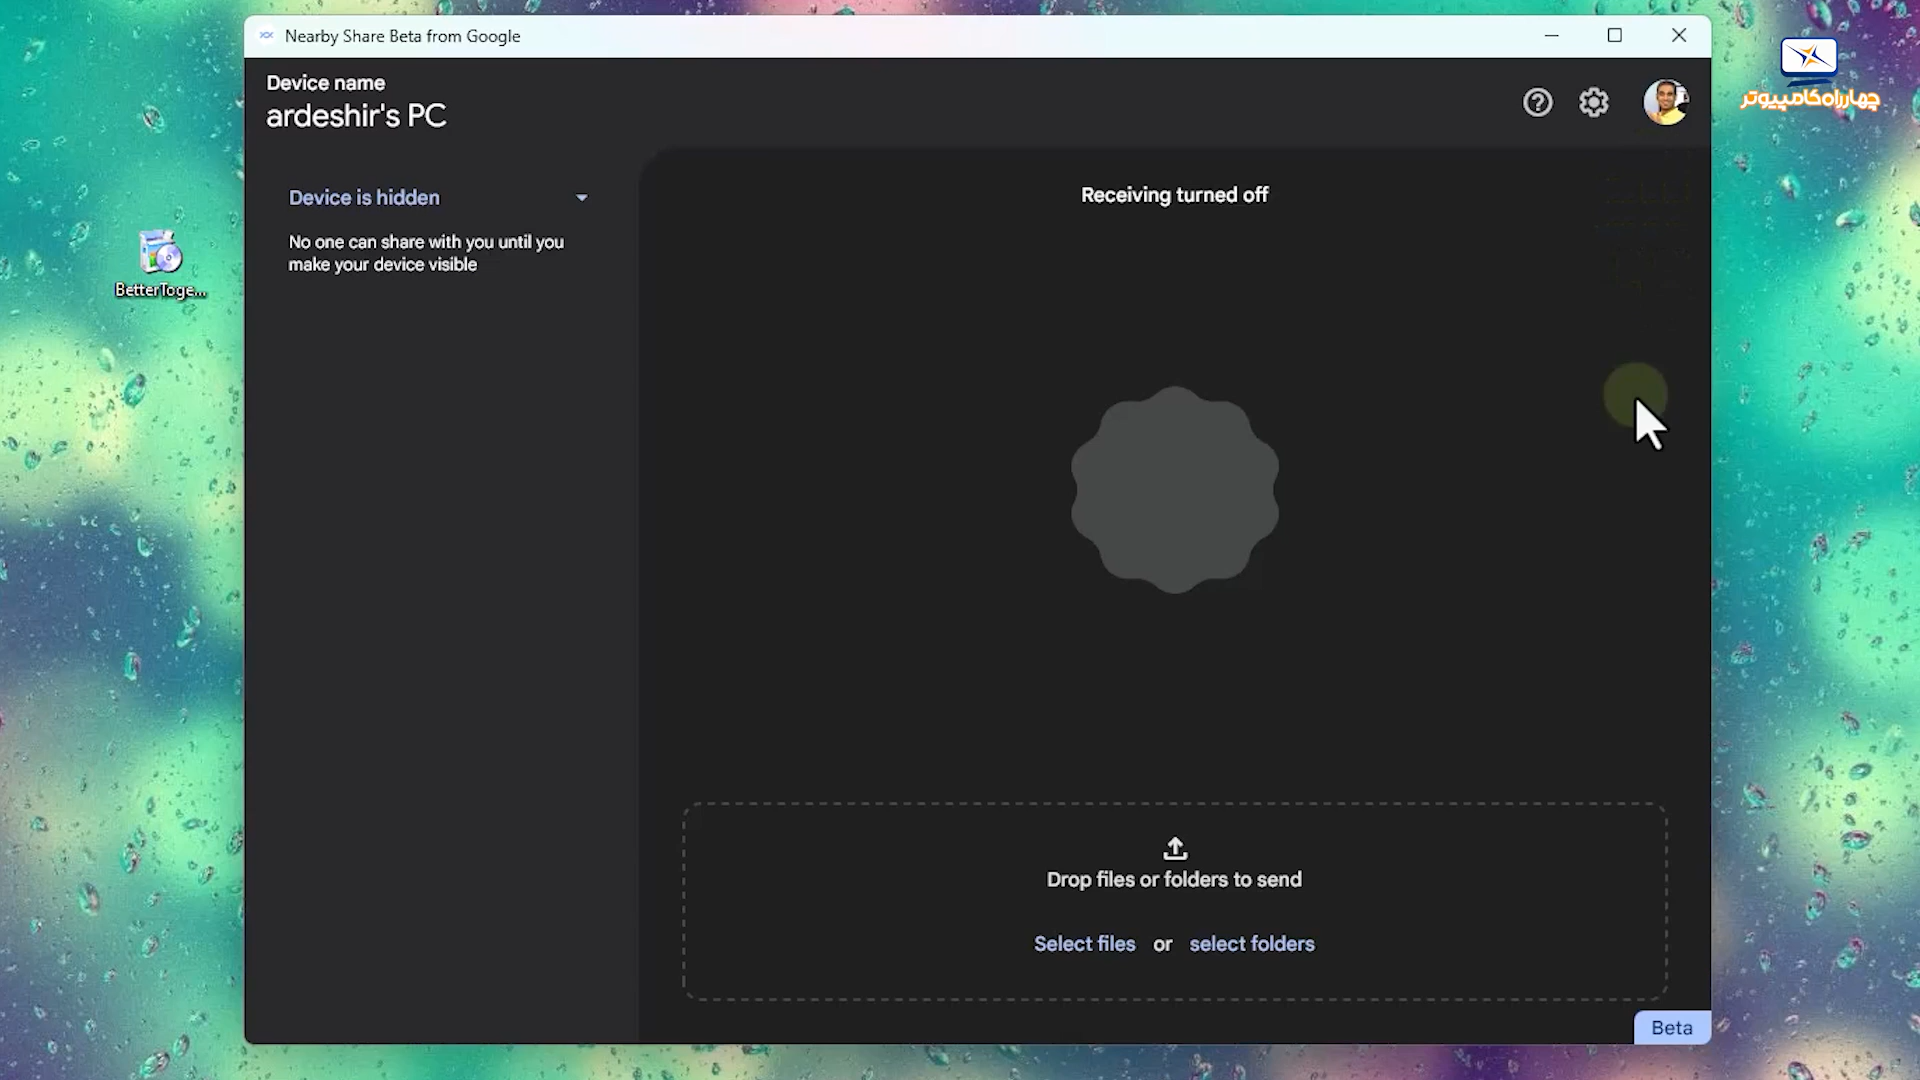 Nearby Share Beta from Google
چهارراه کامپیوتر
Device name
ardeshir's PC
Device is hidden
Receiving turned off
No one can share with you until you
make your device visible
BetterToge...
Drop files or folders to send
Select files or select folders
Beta